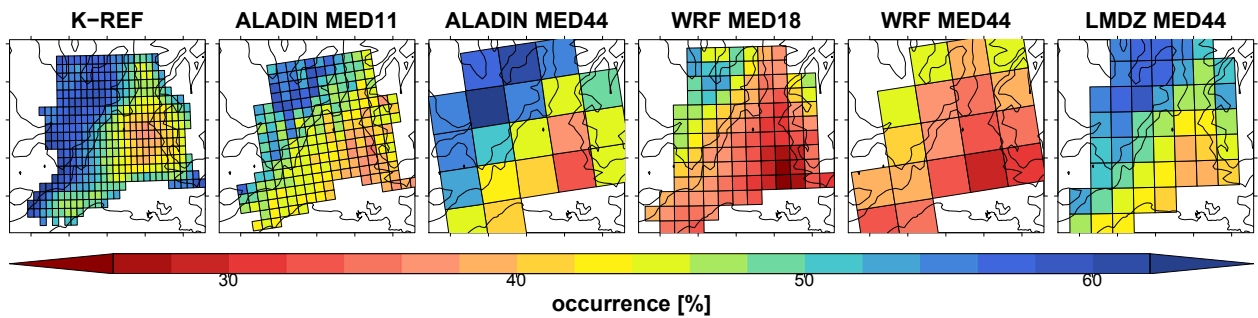 K−REF ALADIN MED11 ALADIN MED44 WRF MED18 WRF MED44 LMDZ MED44
30 40 50 60
occurrence [%]